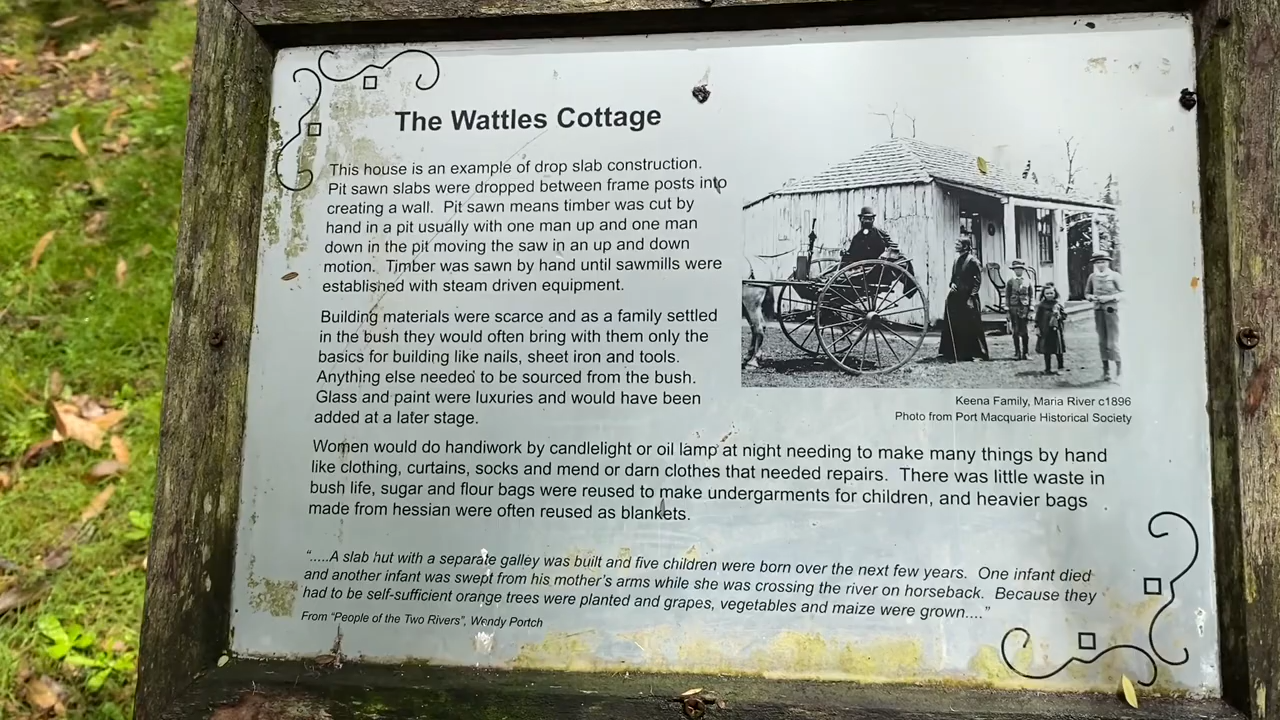 The Wattles Cottage
This house is an example of drop slab construction.
Pit sawn slabs were dropped between frame posts into
creating a wall. Pit sawn means timber was cut by
hand in a pit usually with one man up and one man
down in the pit moving the saw in an up and down
motion. Timber was sawn by hand until sawmills were
established with steam driven equipment.
Building materials were scarce and as a family settled
in the bush they would often bring with them only the
basics for building like nails, sheet iron and tools.
Anything else needed to be sourced from the bush.
Glass and paint were luxuries and would have been
added at a later stage.
Keena Family, Maria River c1896
Photo from Port Macquarie Historical Society
Women would do handiwork by candlelight or oil lamp at night needing to make many things by hand
like clothing, curtains, socks and mend or darn clothes that needed repairs. There was little waste in
bush life, sugar and flour bags were reused to make undergarments for children, and heavier bags
made from hessian were often reused as blankets.
“.....A slab hut with a separate galley was built and five children were born over the next few years. One infant died
and another infant was swept from his mother's arms while she was crossing the river on horseback. Because they
had to be self-sufficient orange trees were planted and grapes, vegetables and maize were grown....”
From “People of the Two Rivers”, Wendy Portch